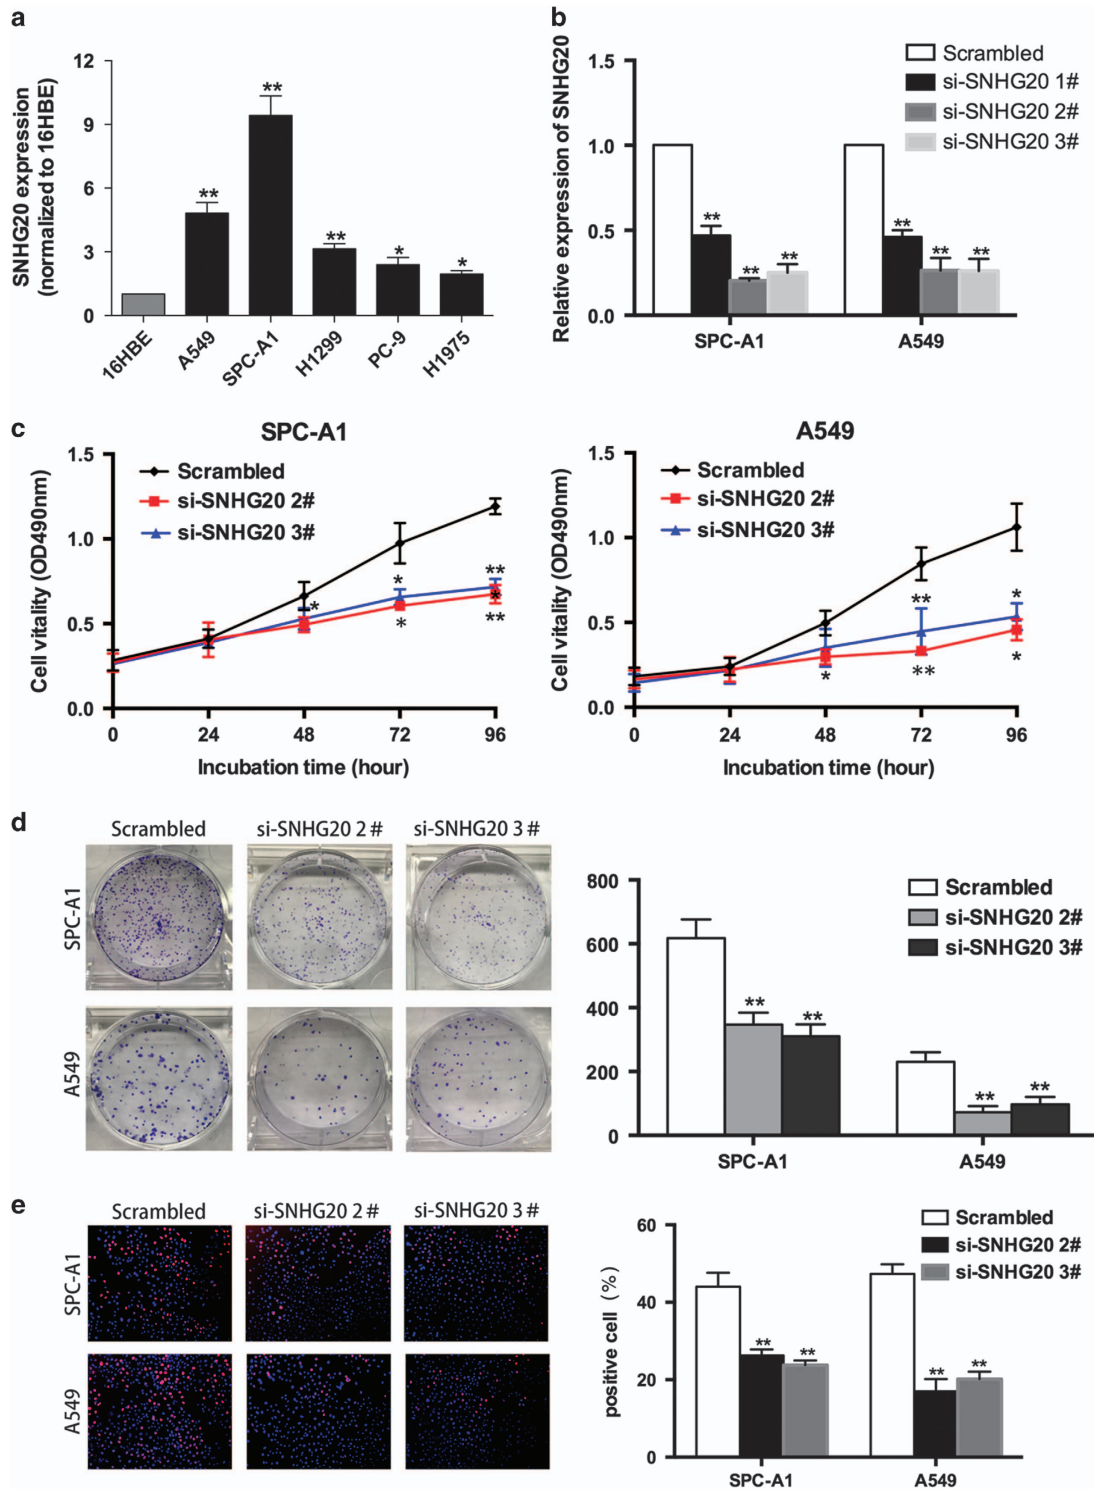 a
SNHG20 expression
(normalized to 16HBE)
12
9
6
3
0
**
**
**
*
*
16HBE
A549
SPC-A1
H1299
PC-9
H1975
b
Relative expression of SNHG20
1.5
1.0
0.5
0.0
Scrambled
si-SNHG20 1#
si-SNHG20 2#
si-SNHG20 3#
**
**
**
**
**
**
SPC-A1
A549
c
SPC-A1
Cell vitality (OD490nm)
1.5
1.0
0.5
0.0
Scrambled
si-SNHG20 2#
si-SNHG20 3#
*
*
*
**
*
**
0 24 48 72 96
Incubation time (hour)
A549
Cell vitality (OD490nm)
1.5
1.0
0.5
0.0
Scrambled
si-SNHG20 2#
si-SNHG20 3#
*
**
**
*
*
0 24 48 72 96
Incubation time (hour)
d
Scrambled
si-SNHG20 2 #
si-SNHG20 3 #
SPC-A1
A549
800
600
400
200
0
Scrambled
si-SNHG20 2#
si-SNHG20 3#
**
**
**
**
SPC-A1
A549
e
Scrambled
si-SNHG20 2 #
si-SNHG20 3 #
SPC-A1
A549
positive cell (%)
60
40
20
0
Scrambled
si-SNHG20 2#
si-SNHG20 3#
**
**
**
**
SPC-A1
A549